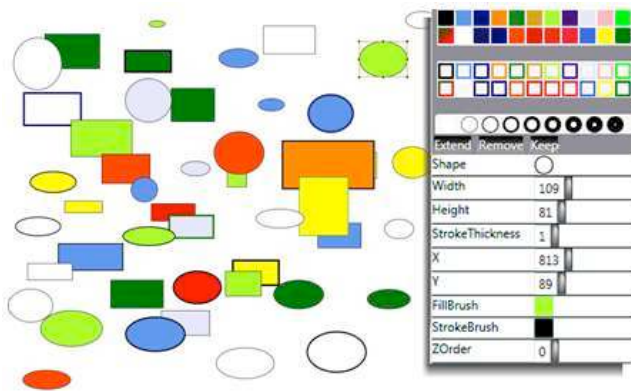 Extend Remove Keep
Shape
Width 109
Height 81
StrokeThickness 1
X 813
Y 89
FillBrush
StrokeBrush
ZOrder 0